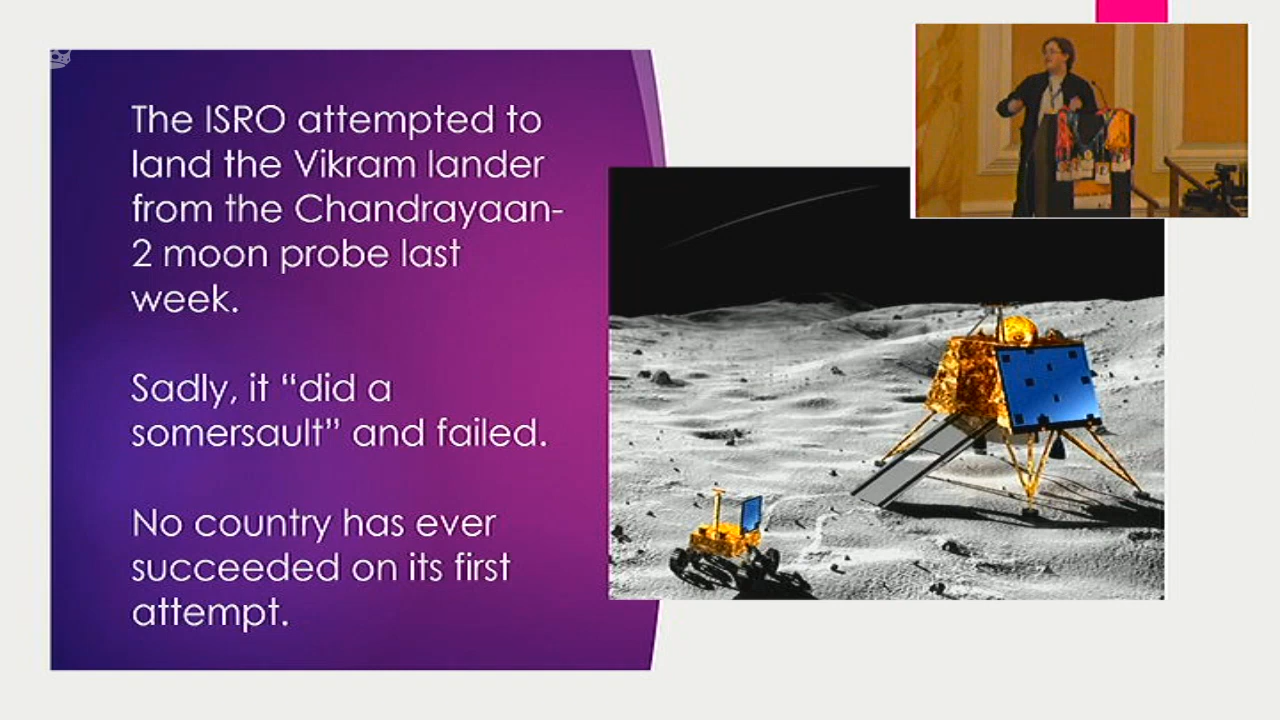 The ISRO attempted to
land the Vikram lander
from the Chandrayaan-
2 moon probe last
week.
Sadly, it “did a
somersault” and failed.
No country has ever
succeeded on its first
attempt.